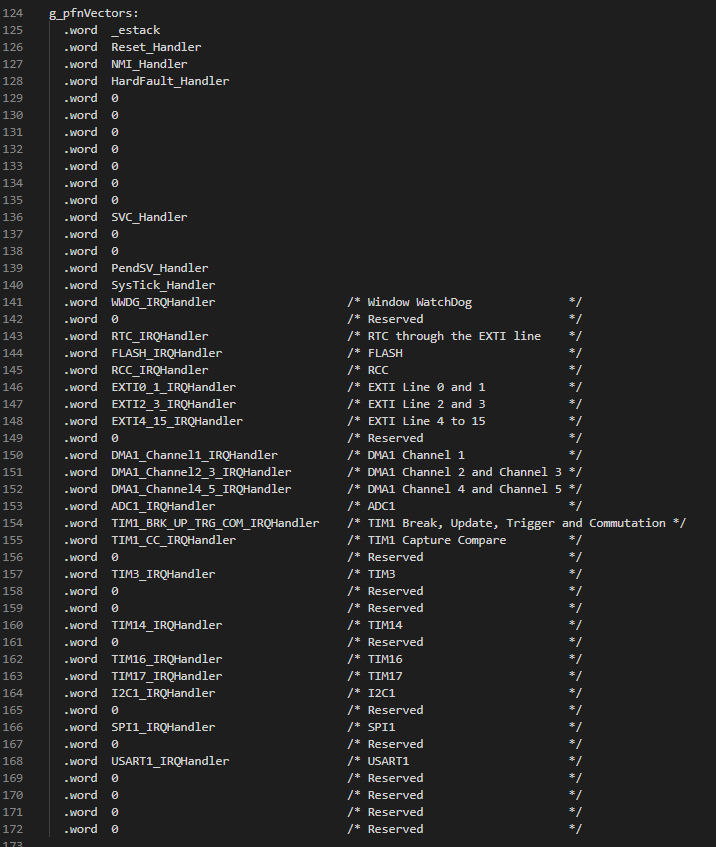 124 g_pfnVectors:
125 .word _estack
126 .word Reset_Handler
127 .word NMI_Handler
128 .word HardFault_Handler
129 .word 0
130 .word 0
131 .word 0
132 .word 0
133 .word 0
134 .word 0
135 .word 0
136 .word SVC_Handler
137 .word 0
138 .word 0
139 .word PendSV_Handler
140 .word SysTick_Handler
141 .word WWDG_IRQHandler /* Window WatchDog */
142 .word 0 /* Reserved */
143 .word RTC_IRQHandler /* RTC through the EXTI line */
144 .word FLASH_IRQHandler /* FLASH */
145 .word RCC_IRQHandler /* RCC */
146 .word EXTI0_1_IRQHandler /* EXTI Line 0 and 1 */
147 .word EXTI2_3_IRQHandler /* EXTI Line 2 and 3 */
148 .word EXTI4_15_IRQHandler /* EXTI Line 4 to 15 */
149 .word 0 /* Reserved */
150 .word DMA1_Channel1_IRQHandler /* DMA1 Channel 1 */
151 .word DMA1_Channel2_3_IRQHandler /* DMA1 Channel 2 and Channel 3 */
152 .word DMA1_Channel4_5_IRQHandler /* DMA1 Channel 4 and Channel 5 */
153 .word ADC1_IRQHandler /* ADC1 */
154 .word TIM1_BRK_UP_TRG_COM_IRQHandler /* TIM1 Break, Update, Trigger and Commutation */
155 .word TIM1_CC_IRQHandler /* TIM1 Capture Compare */
156 .word 0 /* Reserved */
157 .word TIM3_IRQHandler /* TIM3 */
158 .word 0 /* Reserved */
159 .word 0 /* Reserved */
160 .word TIM14_IRQHandler /* TIM14 */
161 .word 0 /* Reserved */
162 .word TIM16_IRQHandler /* TIM16 */
163 .word TIM17_IRQHandler /* TIM17 */
164 .word I2C1_IRQHandler /* I2C1 */
165 .word 0 /* Reserved */
166 .word SPI1_IRQHandler /* SPI1 */
167 .word 0 /* Reserved */
168 .word USART1_IRQHandler /* USART1 */
169 .word 0 /* Reserved */
170 .word 0 /* Reserved */
171 .word 0 /* Reserved */
172 .word 0 /* Reserved */
173